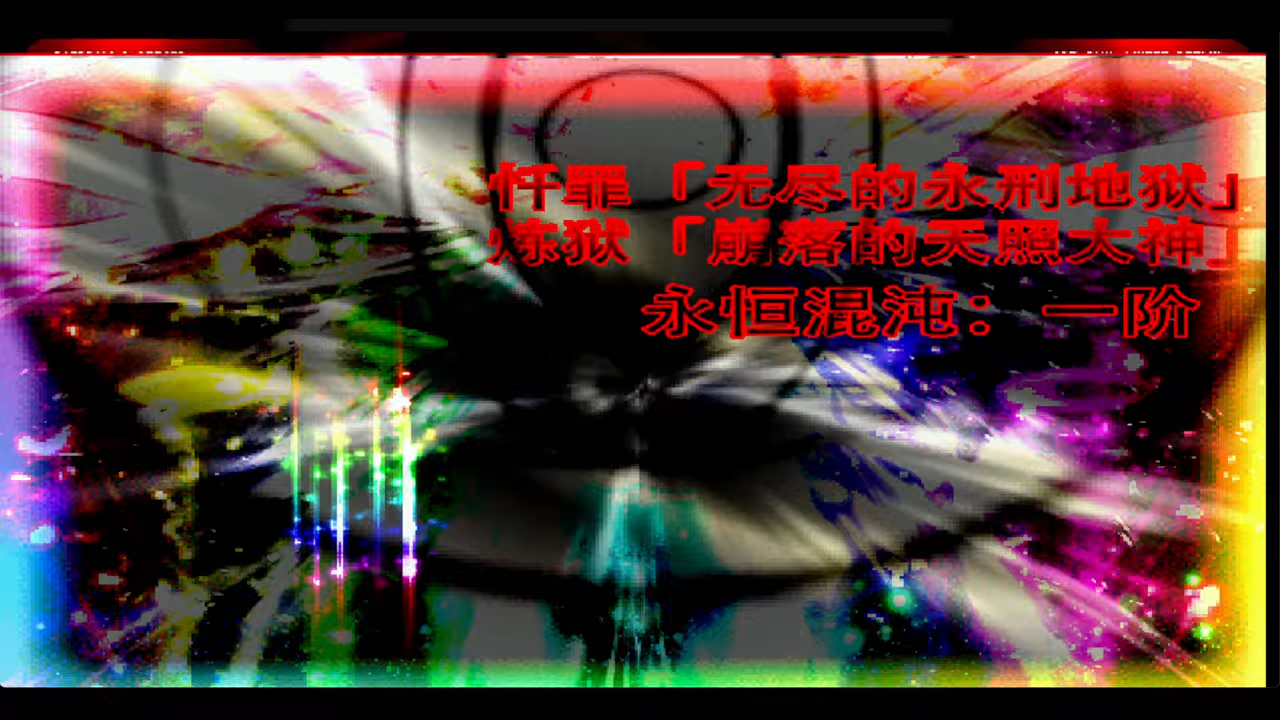 忏罪「无尽的永刑地狱」
炼狱「崩落的天照大神」
永恒混沌：一阶